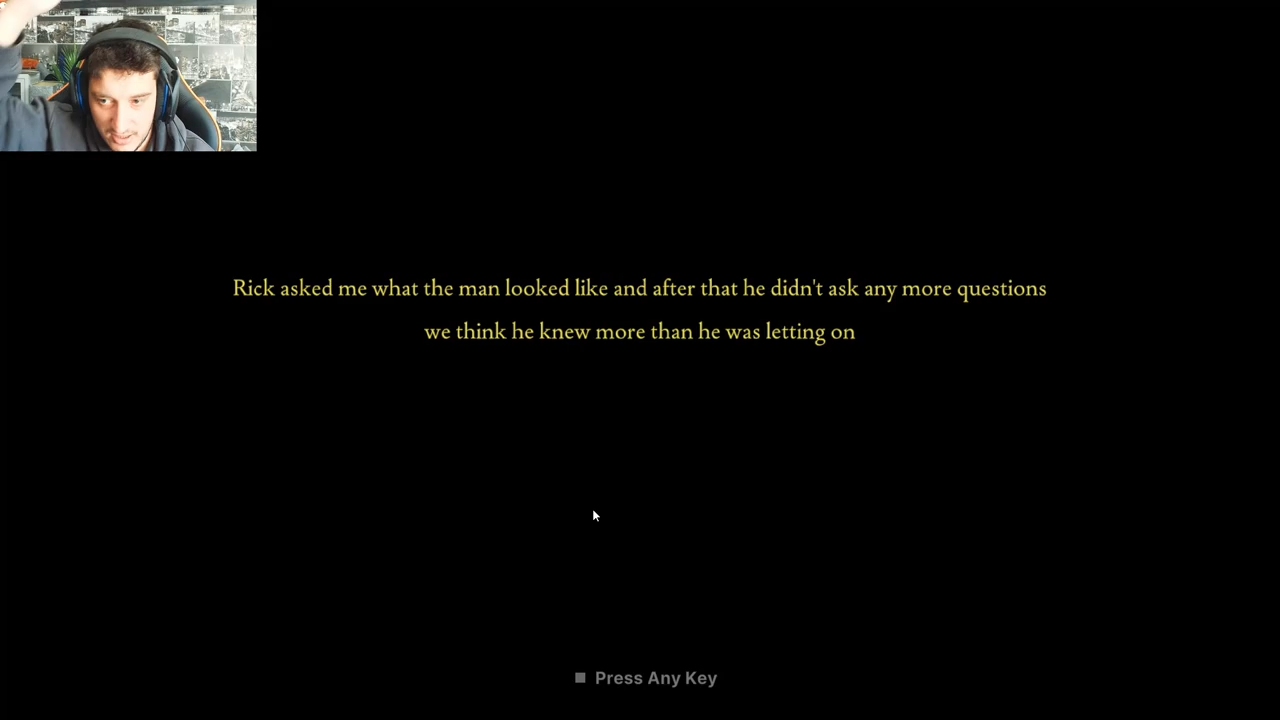 Rick asked me what the man looked like and after that he didn't ask any more questions
we think he knew more than he was letting on
Press Any Key